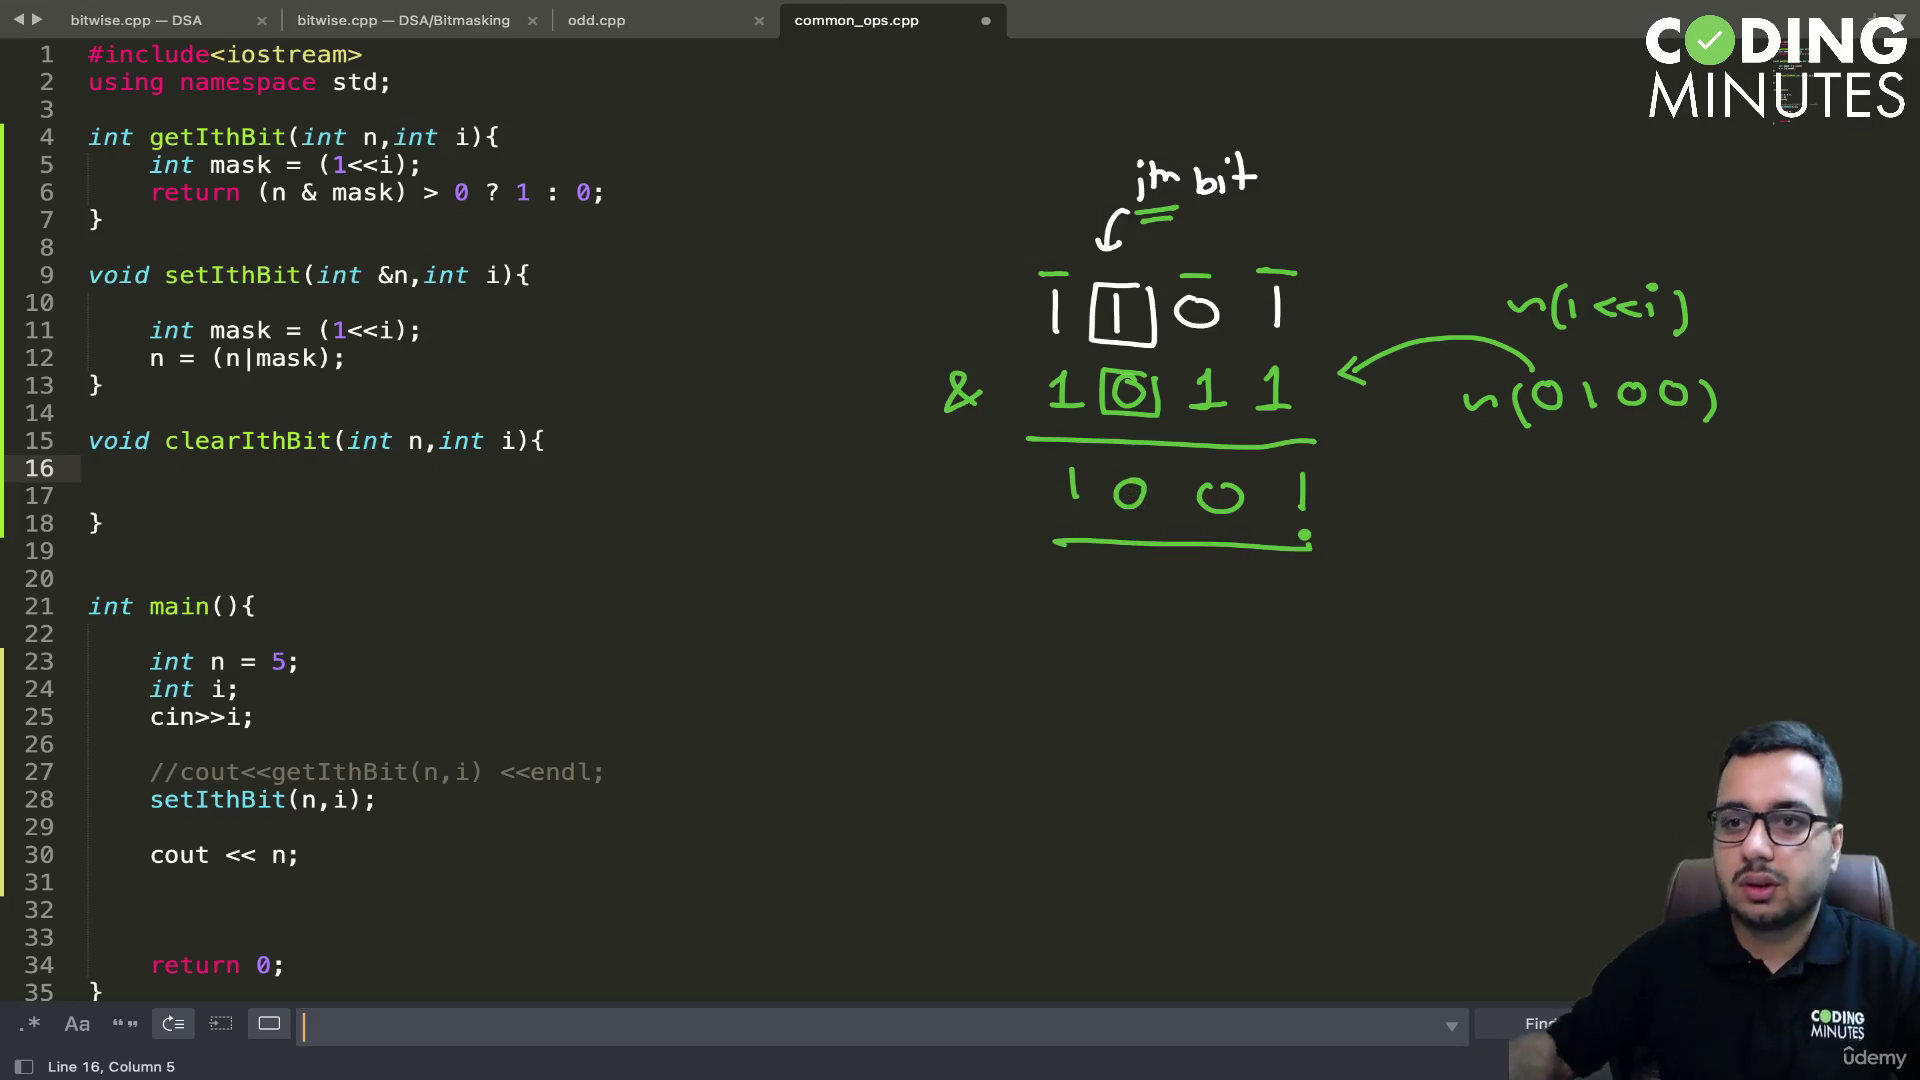 bitwise.cpp — DSA
bitwise.cpp — DSA/Bitmasking
odd.cpp
common_ops.cpp
CODING
MINUTES
1 #include<iostream>
2 using namespace std;
3
4 int getIthBit(int n,int i){
5     int mask = (1<<i);
6     return (n & mask) > 0 ? 1 : 0;
7 }
8
9 void setIthBit(int &n,int i){
10
11     int mask = (1<<i);
12     n = (n|mask);
13 }
14
15 void clearIthBit(int n,int i){
16
17
18 }
19
20
21 int main(){
22
23     int n = 5;
24     int i;
25     cin>>i;
26
27     //cout<<getIthBit(n,i) <<endl;
28     setIthBit(n,i);
29
30     cout << n;
31
32
33
34     return 0;
35 }
ith bit
1 1 0 1
~(1<<i)
& 1 0 1 1
~(0100)
1 0 0 1
.* Aa “”
Find
Line 16, Column 5
CODING
MINUTES
ûdemy